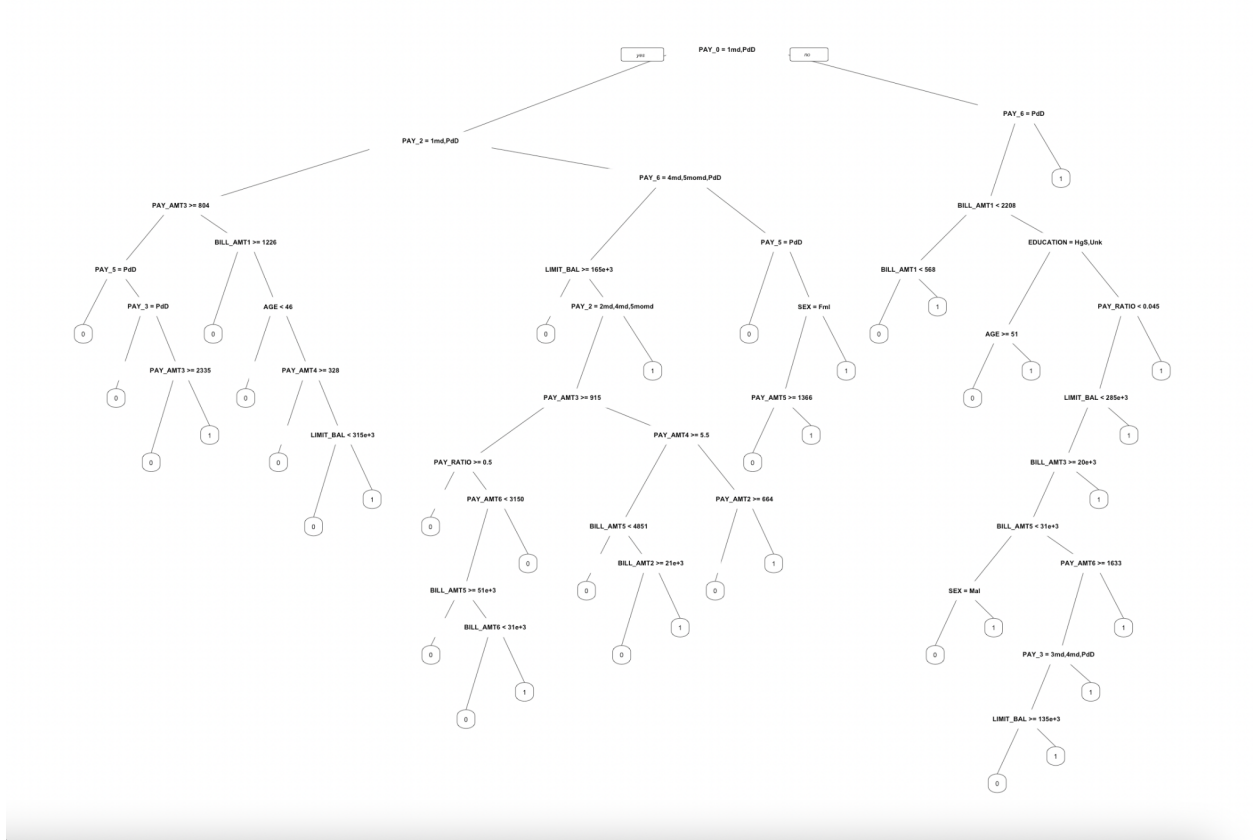 yes PAY_0 = 1md,PdD no
PAY_6 = PdD
PAY_2 = 1md,PdD
PAY_6 = 4md,5momd,PdD
1
PAY_AMT3 >= 804
BILL_AMT1 < 2208
BILL_AMT1 >= 1226
PAY_5 = PdD
EDUCATION = HgS,Unk
PAY_5 = PdD
LIMIT_BAL >= 165e+3
BILL_AMT1 < 568
PAY_3 = PdD
AGE < 46
PAY_2 = 2md,4md,5momd
SEX = Fml
1
PAY_RATIO < 0.045
0
0
0
0
0
AGE >= 51
PAY_AMT3 >= 2335
PAY_AMT4 >= 328
1
1
1
1
0
0
PAY_AMT3 >= 915
PAY_AMT5 >= 1366
0
LIMIT_BAL < 285e+3
1
LIMIT_BAL < 315e+3
PAY_AMT4 >= 5.5
1
1
0
0
PAY_RATIO >= 0.5
0
BILL_AMT3 >= 20e+3
1
PAY_AMT6 < 3150
PAY_AMT2 >= 664
1
0
0
BILL_AMT5 < 4851
BILL_AMT5 < 31e+3
0
BILL_AMT2 >= 21e+3
1
PAY_AMT6 >= 1633
BILL_AMT5 >= 51e+3
0
0
SEX = Mal
BILL_AMT6 < 31e+3
1
1
1
0
0
0
PAY_3 = 3md,4md,PdD
1
1
0
LIMIT_BAL >= 135e+3
1
0